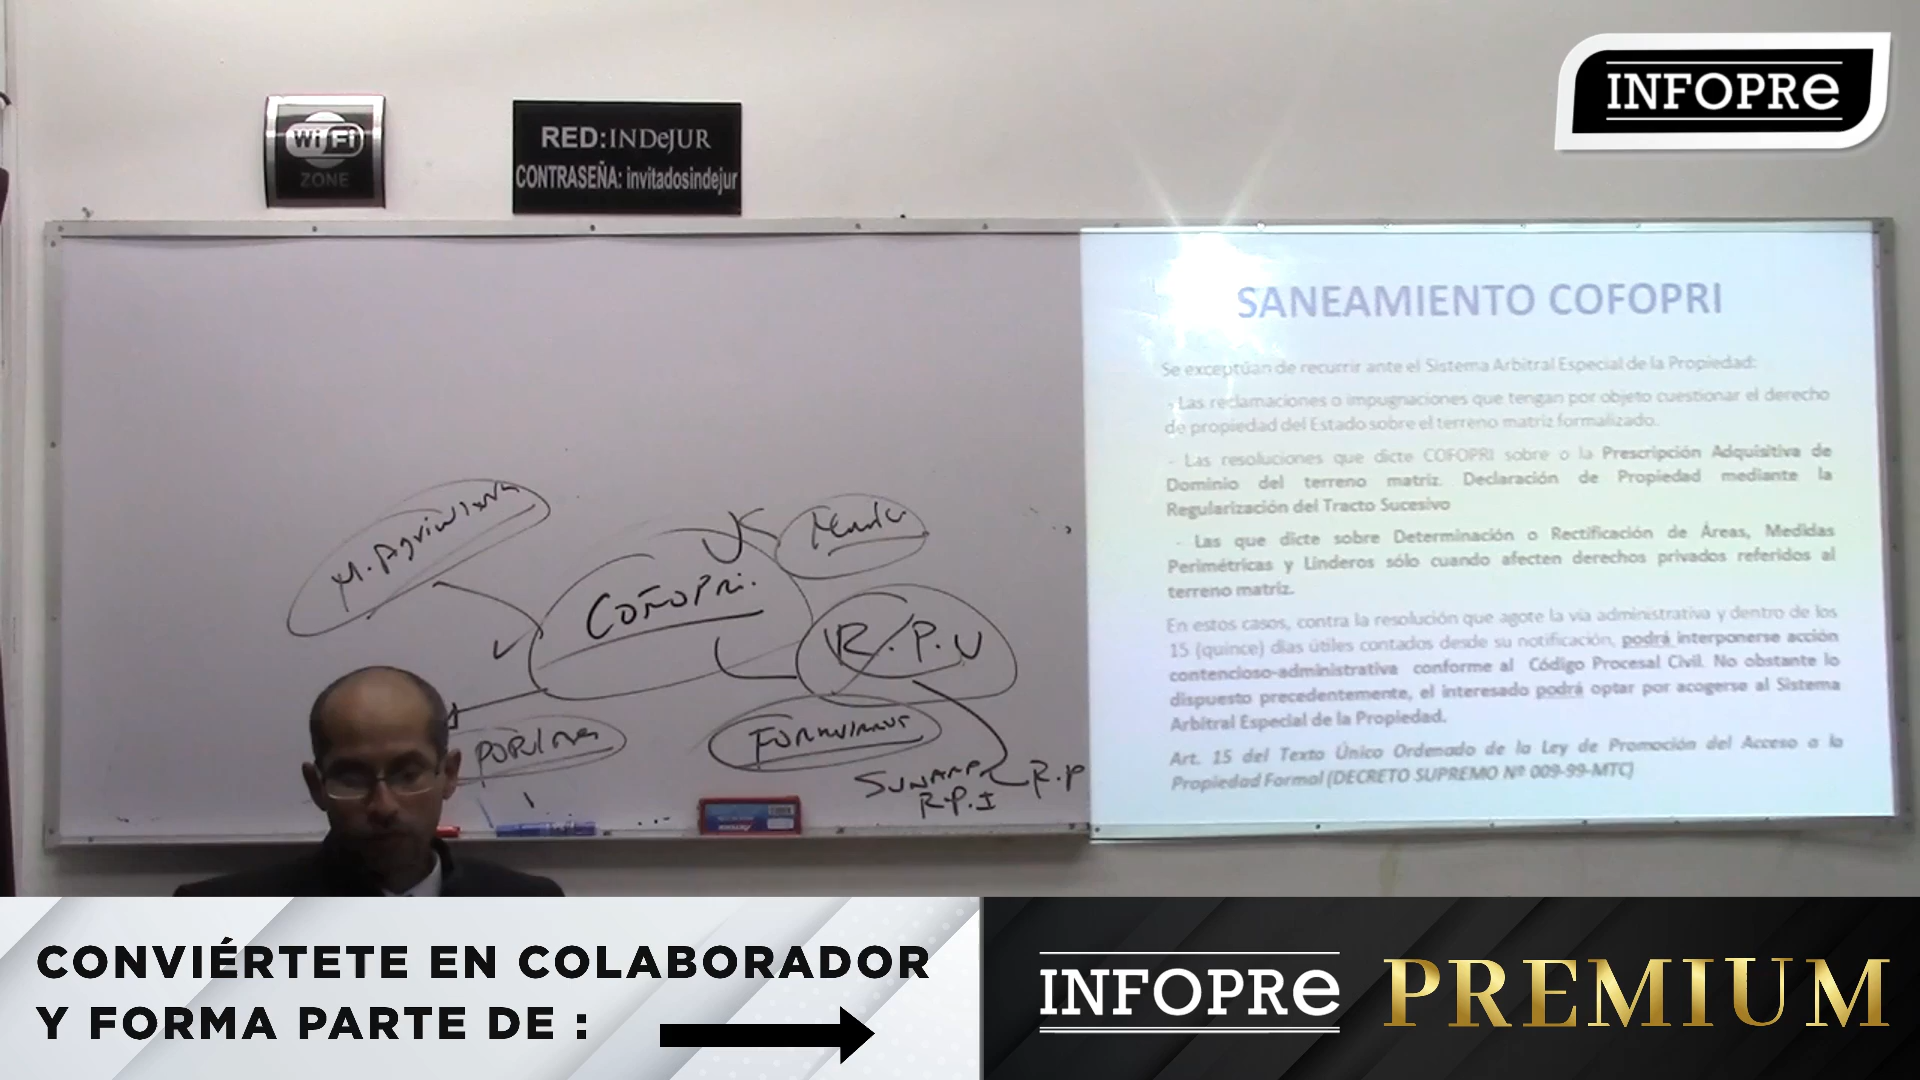 INFOPRe
Wi Fi
ZONE
RED: INDeJUR
CONTRASEÑA: invitadosindejur
SANEAMIENTO COFOPRI
Se exceptúan de recurrir ante el Sistema Arbitral Especial de la Propiedad:
- Las reclamaciones o impugnaciones que tengan por objeto cuestionar el derecho
de propiedad del Estado sobre el terreno matriz formalizado.
- Las resoluciones que dicte COFOPRI sobre o la Prescripción Adquisitiva de
Dominio del terreno matriz. Declaración de Propiedad mediante la
Regularización del Tracto Sucesivo
- Las que dicte sobre Determinación o Rectificación de Áreas, Medidas
Perimétricas y Linderos sólo cuando afecten derechos privados referidos al
terreno matriz.
En estos casos, contra la resolución que agote la vía administrativa y dentro de los
15 (quince) días útiles contados desde su notificación, podrá interponerse acción
contencioso-administrativa conforme al Código Procesal Civil. No obstante lo
dispuesto precedentemente, el interesado podrá optar por acogerse al Sistema
Arbitral Especial de la Propiedad.
Art. 15 del Texto Único Ordenado de la Ley de Promoción del Acceso a la
Propiedad Formal (DECRETO SUPREMO Nº 009-99-MTC)
COFOPRI.
R.P.U
SUNARP
R.P
R.P.I
CONVIÉRTETE EN COLABORADOR
Y FORMA PARTE DE :
INFOPRe PREMIUM